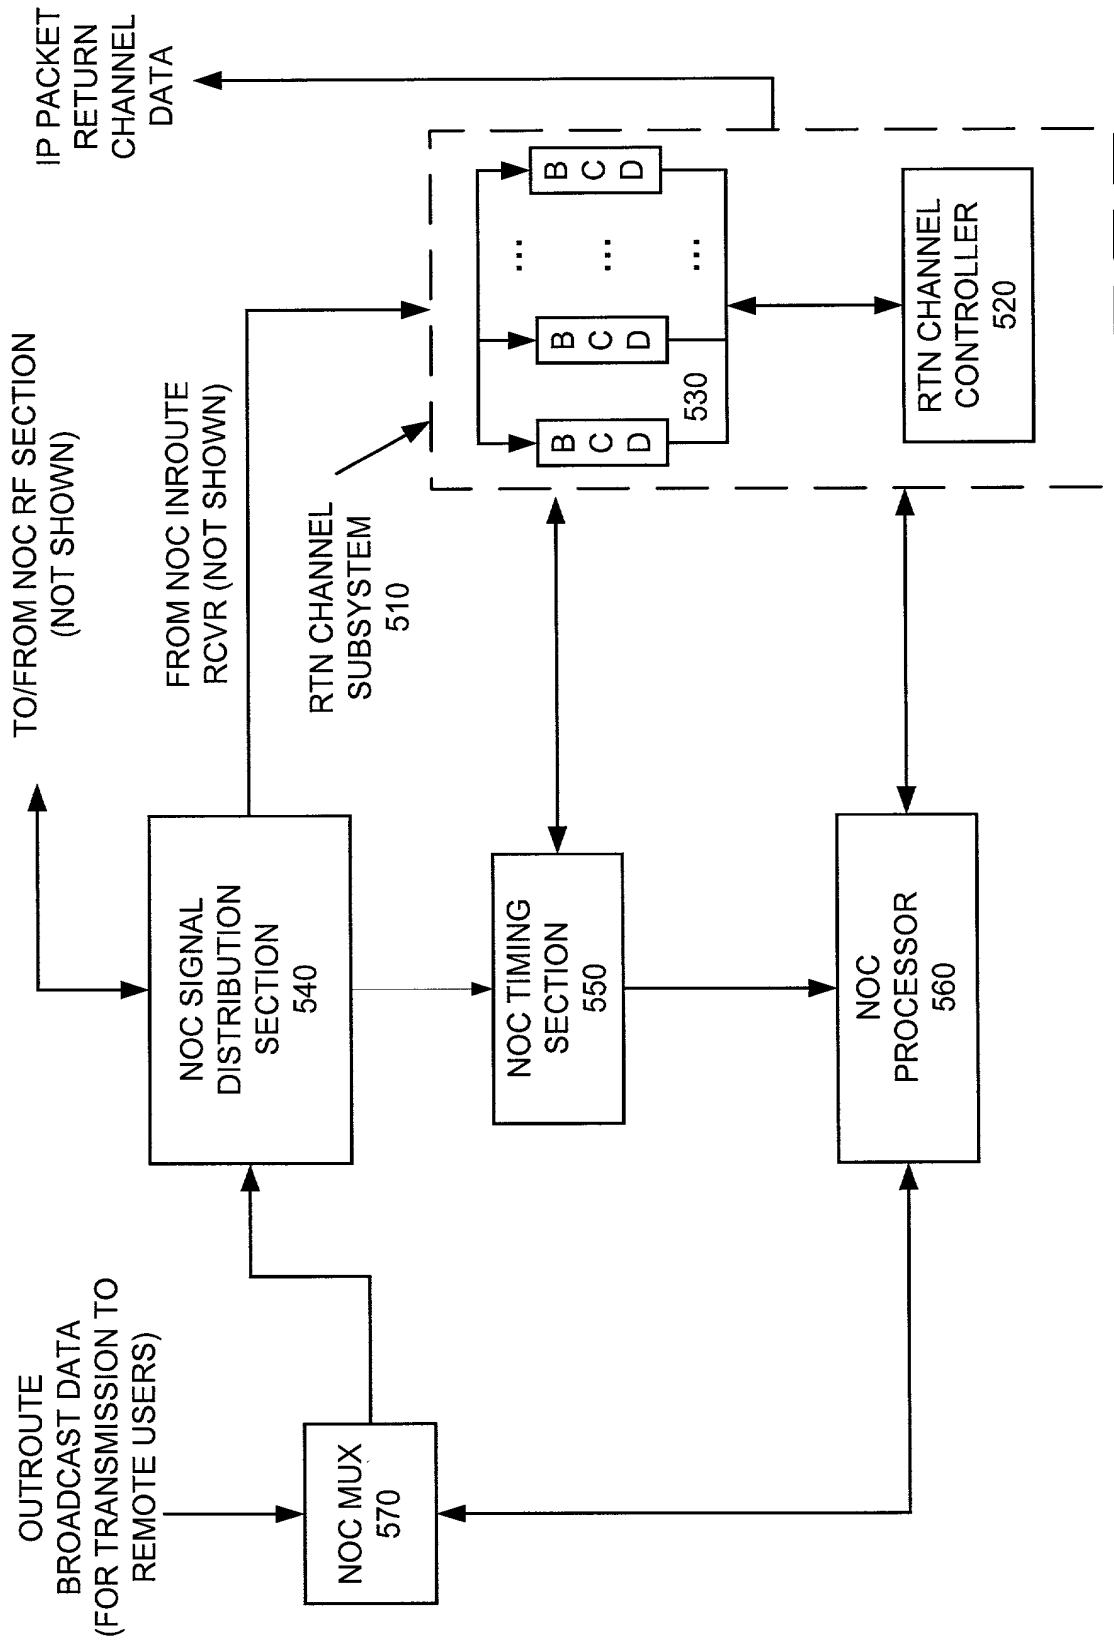 OUTROUTE
BROADCAST DATA
(FOR TRANSMISSION TO
REMOTE USERS)
TO/FROM NOC RF SECTION
(NOT SHOWN)
IP PACKET
RETURN
CHANNEL
DATA
FROM NOC INROUTE
RCVR (NOT SHOWN)
NOC SIGNAL
DISTRIBUTION
SECTION
540
RTN CHANNEL
SUBSYSTEM
510
NOC MUX
570
NOC TIMING
SECTION
550
B
C
D
B
C
D
...
...
...
B
C
D
530
NOC
PROCESSOR
560
RTN CHANNEL
CONTROLLER
520